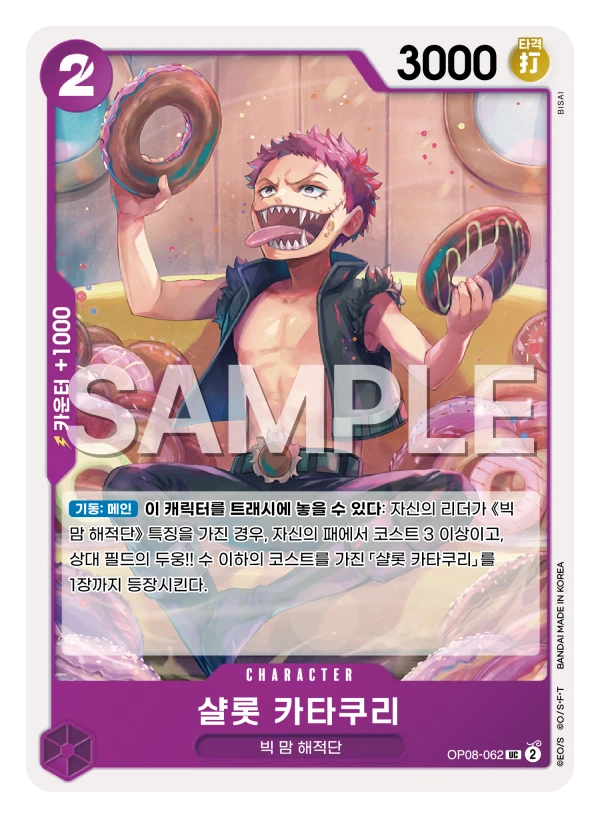 2
3000
타격
打
BISAI
⚡카운터 +1000
SAMPLE
기동: 메인 이 캐릭터를 트래시에 놓을 수 있다: 자신의 리더가 《빅
맘 해적단》 특징을 가진 경우, 자신의 패에서 코스트 3 이상이고,
상대 필드의 두웅!! 수 이하의 코스트를 가진 「샬롯 카타쿠리」를
1장까지 등장시킨다.
CHARACTER
샬롯 카타쿠리
빅 맘 해적단
OP08-062 UC 2
©EO/S ©O/S·F·T BANDAI MADE IN KOREA